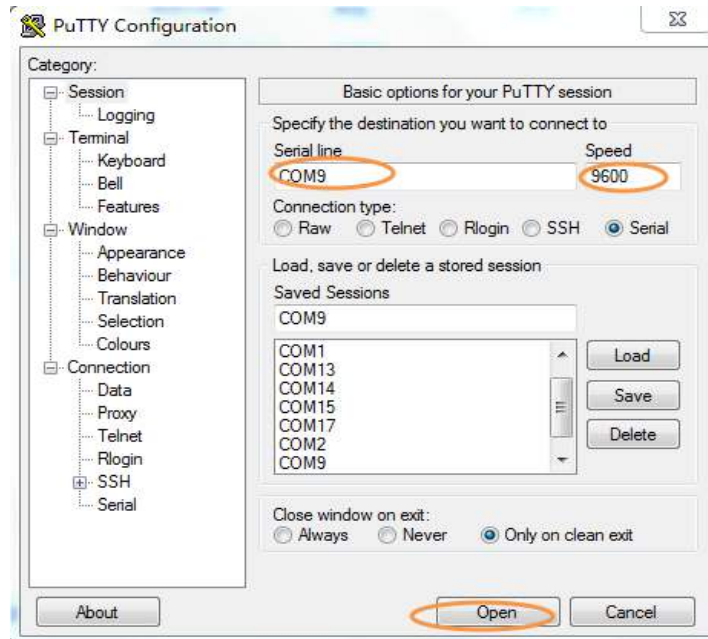 PuTTY Configuration
Category:
Session
Logging
Terminal
Keyboard
Bell
Features
Window
Appearance
Behaviour
Translation
Selection
Colours
Connection
Data
Proxy
Telnet
Rlogin
SSH
Serial
Basic options for your PuTTY session
Specify the destination you want to connect to
Serial line Speed
COM9 9600
Connection type:
Raw Telnet Rlogin SSH Serial
Load, save or delete a stored session
Saved Sessions
COM9
COM1
COM13
COM14
COM15
COM17
COM2
COM9
Load
Save
Delete
Close window on exit:
Always Never Only on clean exit
About Open Cancel